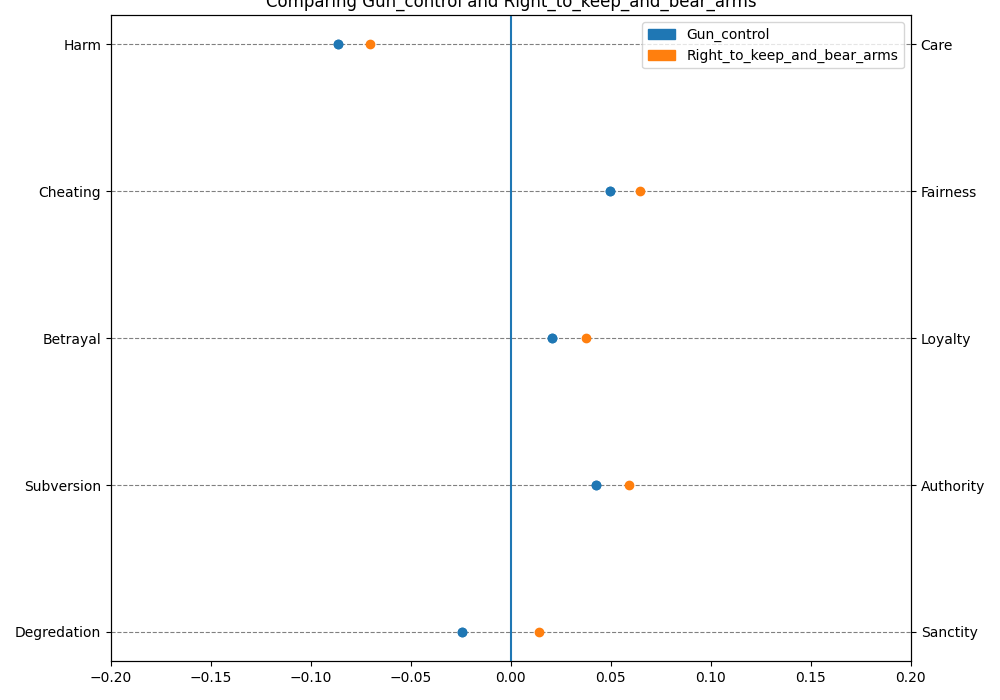 Comparing Gun_control and Right_to_keep_and_bear_arms
Gun_control
Right_to_keep_and_bear_arms
Harm
Care
Cheating
Fairness
Betrayal
Loyalty
Subversion
Authority
Degredation
Sanctity
−0.20 −0.15 −0.10 −0.05 0.00 0.05 0.10 0.15 0.20